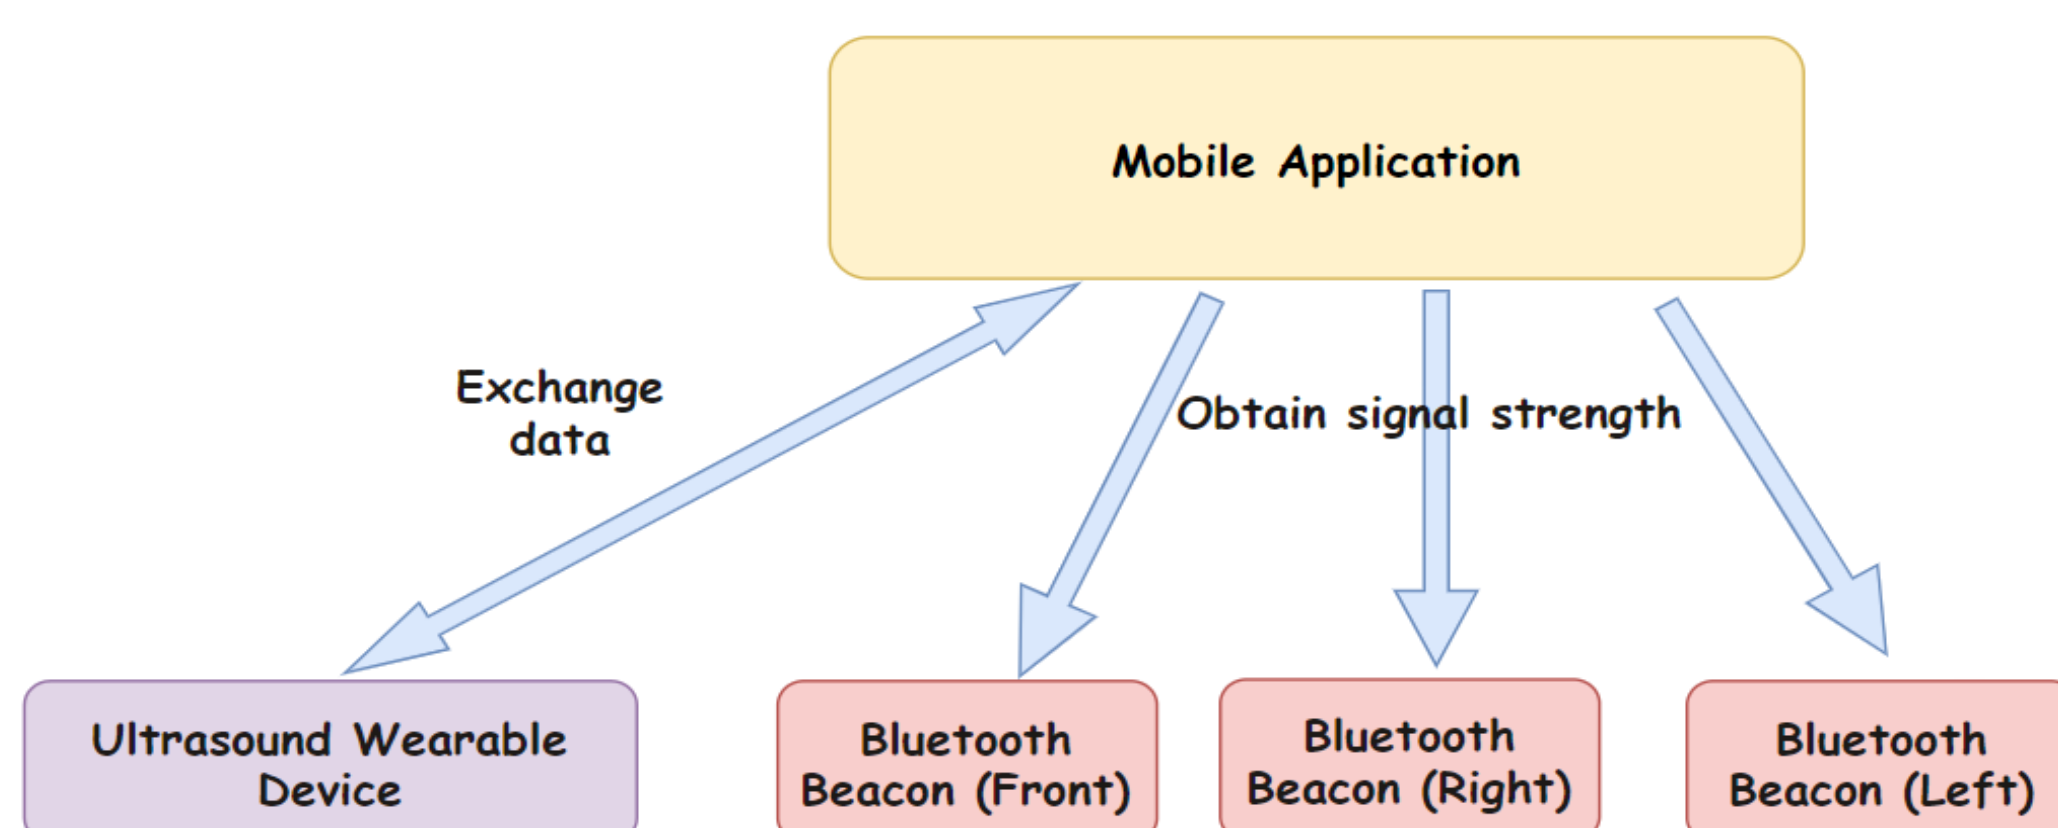 Mobile Application
Exchange
data
Obtain signal strength
Ultrasound Wearable
Device
Bluetooth
Beacon (Front)
Bluetooth
Beacon (Right)
Bluetooth
Beacon (Left)